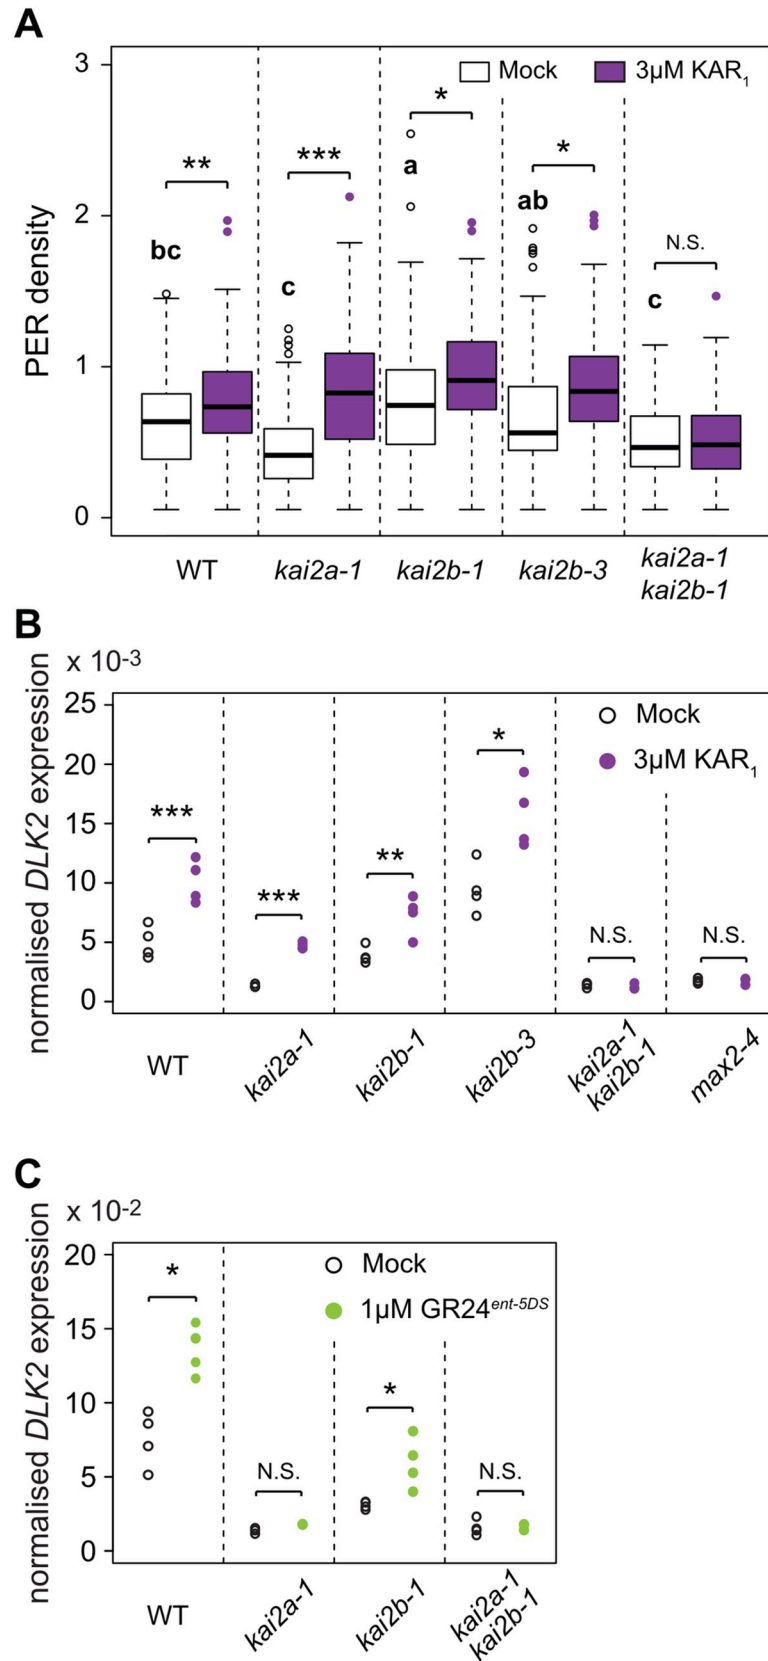 A
Mock 3µM KAR1
PER density
3
2
1
0
** *** * * N.S.
bc c a ab c
WT kai2a-1 kai2b-1 kai2b-3 kai2a-1
kai2b-1
B
x 10-3
normalised DLK2 expression
25
20
15
10
5
0
Mock
3µM KAR1
*** *** ** * N.S. N.S.
WT kai2a-1 kai2b-1 kai2b-3 kai2a-1 kai2b-1 max2-4
C
x 10-2
normalised DLK2 expression
20
15
10
5
0
Mock
1µM GR24ent-5DS
* N.S. * N.S.
WT kai2a-1 kai2b-1 kai2a-1 kai2b-1